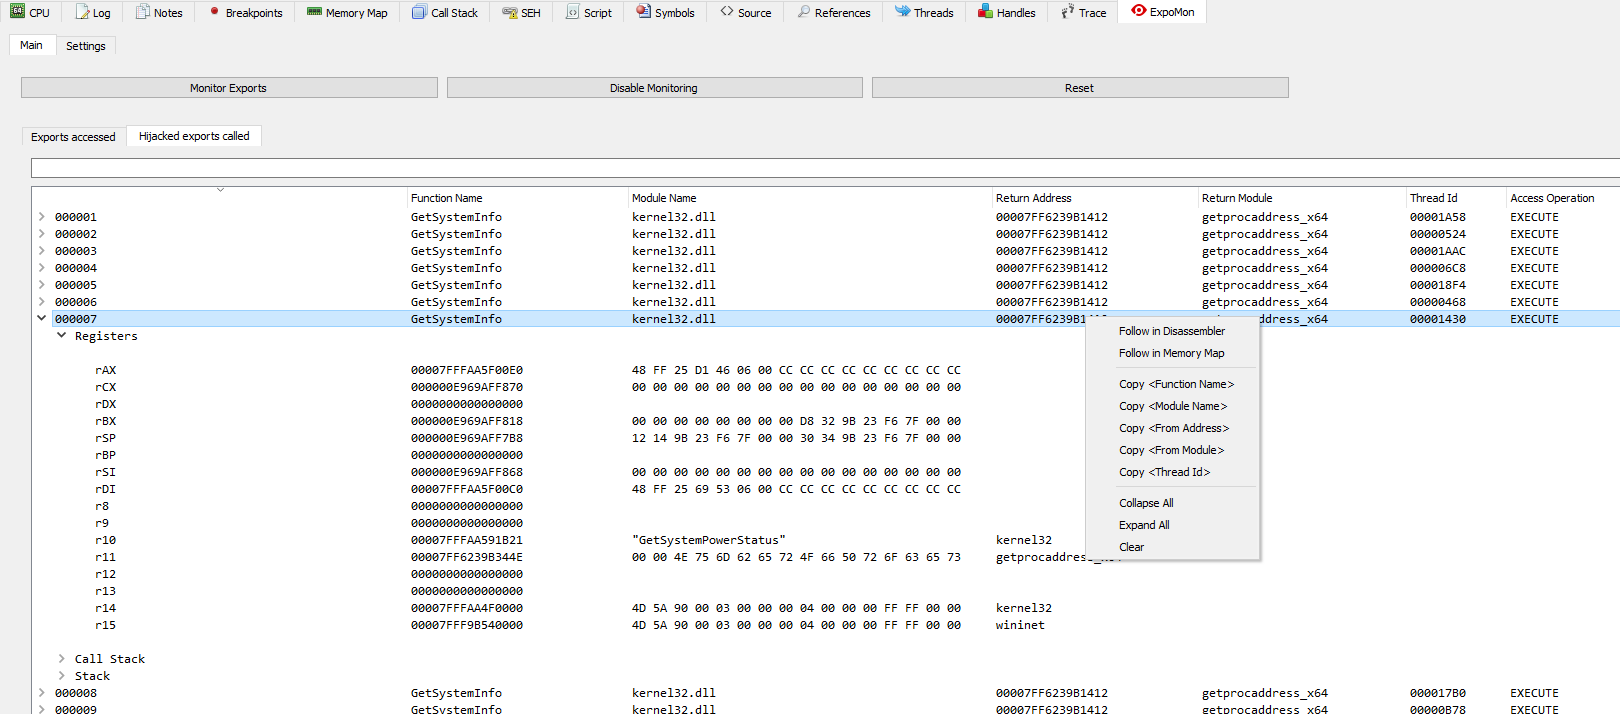 CPU Log Notes Breakpoints Memory Map Call Stack SEH Script Symbols Source References Threads Handles Trace ExpoMon
Main Settings
Monitor Exports Disable Monitoring Reset
Exports accessed Hijacked exports called
Function Name Module Name Return Address Return Module Thread Id Access Operation
000001 GetSystemInfo kernel32.dll 00007FF6239B1412 getprocaddress_x64 00001A58 EXECUTE
000002 GetSystemInfo kernel32.dll 00007FF6239B1412 getprocaddress_x64 00000524 EXECUTE
000003 GetSystemInfo kernel32.dll 00007FF6239B1412 getprocaddress_x64 00001AAC EXECUTE
000004 GetSystemInfo kernel32.dll 00007FF6239B1412 getprocaddress_x64 000006C8 EXECUTE
000005 GetSystemInfo kernel32.dll 00007FF6239B1412 getprocaddress_x64 000018F4 EXECUTE
000006 GetSystemInfo kernel32.dll 00007FF6239B1412 getprocaddress_x64 00000468 EXECUTE
000007 GetSystemInfo kernel32.dll 00007FF6239B1412 getprocaddress_x64 00001430 EXECUTE
Registers
rAX 00007FFFAA5F00E0 48 FF 25 D1 46 06 00 CC CC CC CC CC CC CC CC CC
rCX 000000E969AFF870 00 00 00 00 00 00 00 00 00 00 00 00 00 00 00 00
rDX 0000000000000000
rBX 000000E969AFF818 00 00 00 00 00 00 00 00 D8 32 9B 23 F6 7F 00 00
rSP 000000E969AFF7B8 12 14 9B 23 F6 7F 00 00 30 34 9B 23 F6 7F 00 00
rBP 0000000000000000
rSI 000000E969AFF868 00 00 00 00 00 00 00 00 00 00 00 00 00 00 00 00
rDI 00007FFFAA5F00C0 48 FF 25 69 53 06 00 CC CC CC CC CC CC CC CC CC
r8 0000000000000000
r9 0000000000000000
r10 00007FFFAA591B21 "GetSystemPowerStatus" kernel32
r11 00007FF6239B344E 00 00 4E 75 6D 62 65 72 4F 66 50 72 6F 63 65 73 getprocaddress_x64
r12 0000000000000000
r13 0000000000000000
r14 00007FFFAA4F0000 4D 5A 90 00 03 00 00 00 04 00 00 00 FF FF 00 00 kernel32
r15 00007FFF9B540000 4D 5A 90 00 03 00 00 00 04 00 00 00 FF FF 00 00 wininet
Call Stack
Stack
000008 GetSystemInfo kernel32.dll 00007FF6239B1412 getprocaddress_x64 000017B0 EXECUTE
000009 GetSystemInfo kernel32.dll 00007FF6239B1412 getprocaddress_x64 00000B78 EXECUTE
Follow in Disassembler
Follow in Memory Map
Copy <Function Name>
Copy <Module Name>
Copy <From Address>
Copy <From Module>
Copy <Thread Id>
Collapse All
Expand All
Clear